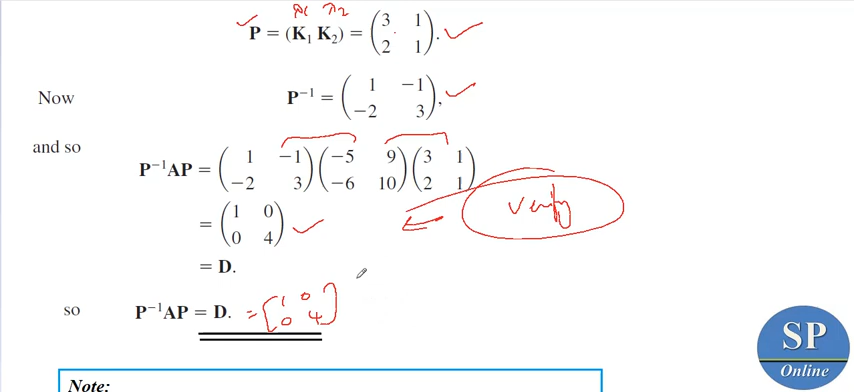 λ1 λ2
P = (K₁ K₂) = (3 1
2 1).
Now P⁻¹ = (1 −1
−2 3),
and so
P⁻¹AP = (1 −1
−2 3)(−5 9
−6 10)(3 1
2 1)
verify
= (1 0
0 4)
= D.
so P⁻¹AP = D. = [1 0
0 4]
Note:
SP
Online